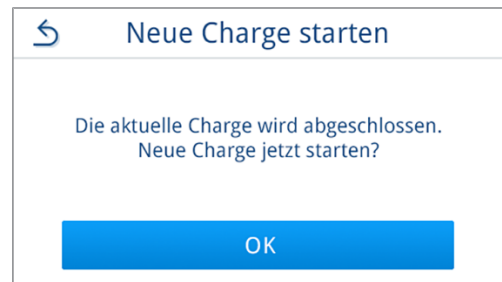 Neue Charge starten
Die aktuelle Charge wird abgeschlossen.
Neue Charge jetzt starten?
OK